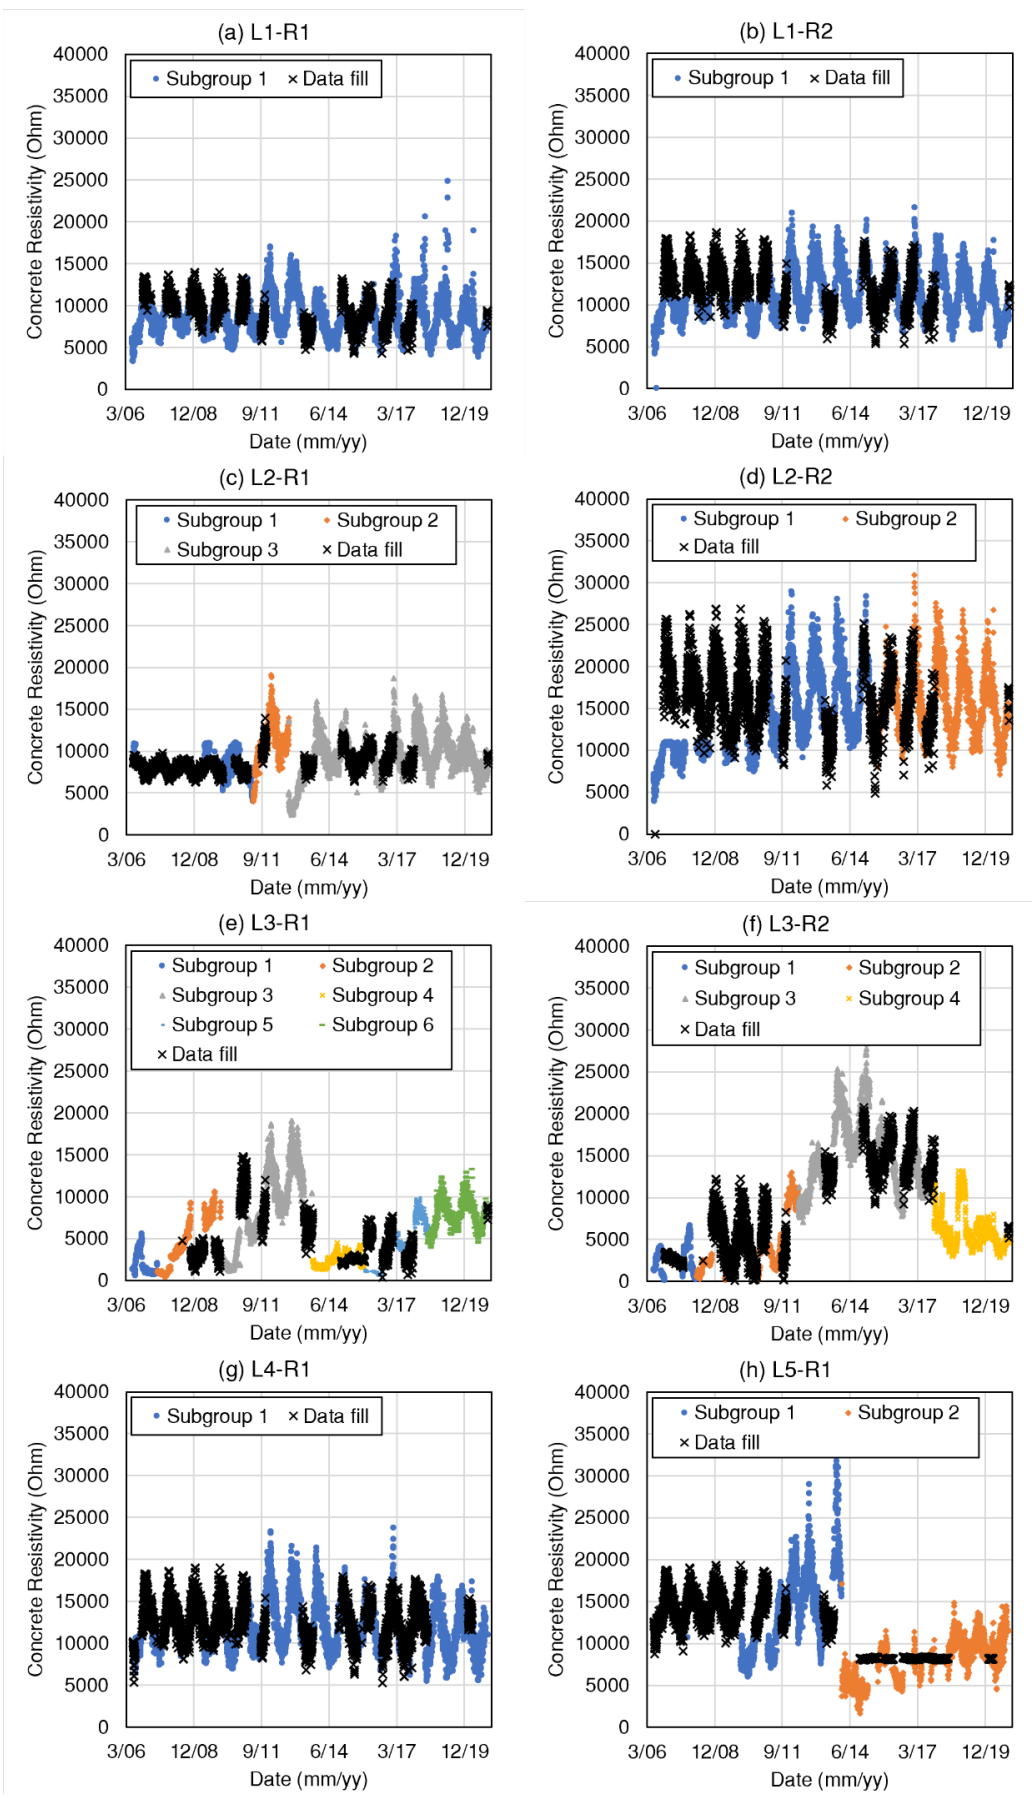 (a) L1-R1
Concrete Resistivity (Ohm)
40000
35000
30000
25000
20000
15000
10000
5000
0
Subgroup 1 Data fill
3/06 12/08 9/11 6/14 3/17 12/19
Date (mm/yy)
(b) L1-R2
Concrete Resistivity (Ohm)
40000
35000
30000
25000
20000
15000
10000
5000
0
Subgroup 1 Data fill
3/06 12/08 9/11 6/14 3/17 12/19
Date (mm/yy)
(c) L2-R1
Concrete Resistivity (Ohm)
40000
35000
30000
25000
20000
15000
10000
5000
0
Subgroup 1 Subgroup 2
Subgroup 3 Data fill
3/06 12/08 9/11 6/14 3/17 12/19
Date (mm/yy)
(d) L2-R2
Concrete Resistivity (Ohm)
40000
35000
30000
25000
20000
15000
10000
5000
0
Subgroup 1 Subgroup 2
Data fill
3/06 12/08 9/11 6/14 3/17 12/19
Date (mm/yy)
(e) L3-R1
Concrete Resistivity (Ohm)
40000
35000
30000
25000
20000
15000
10000
5000
0
Subgroup 1 Subgroup 2
Subgroup 3 Subgroup 4
Subgroup 5 Subgroup 6
Data fill
3/06 12/08 9/11 6/14 3/17 12/19
Date (mm/yy)
(f) L3-R2
Concrete Resistivity (Ohm)
40000
35000
30000
25000
20000
15000
10000
5000
0
Subgroup 1 Subgroup 2
Subgroup 3 Subgroup 4
Data fill
3/06 12/08 9/11 6/14 3/17 12/19
Date (mm/yy)
(g) L4-R1
Concrete Resistivity (Ohm)
40000
35000
30000
25000
20000
15000
10000
5000
0
Subgroup 1 Data fill
3/06 12/08 9/11 6/14 3/17 12/19
Date (mm/yy)
(h) L5-R1
Concrete Resistivity (Ohm)
40000
35000
30000
25000
20000
15000
10000
5000
0
Subgroup 1 Subgroup 2
Data fill
3/06 12/08 9/11 6/14 3/17 12/19
Date (mm/yy)